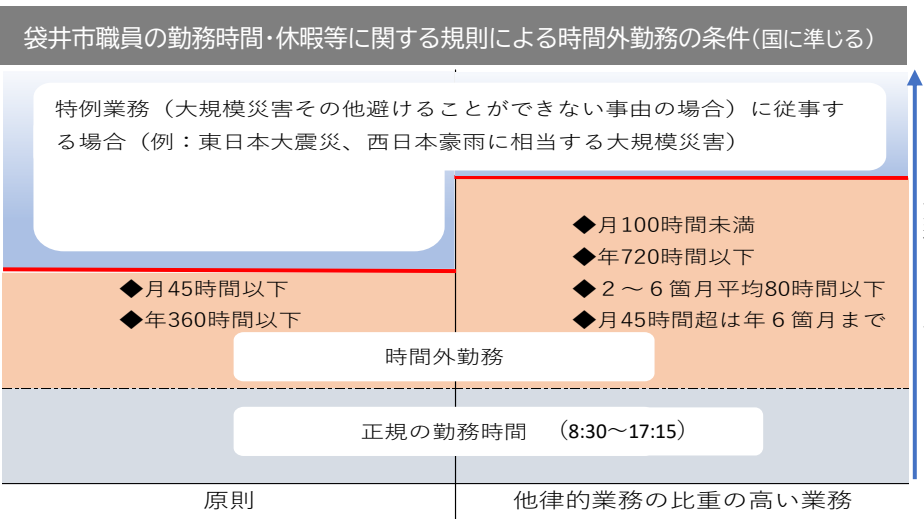 袋井市職員の勤務時間・休暇等に関する規則による時間外勤務の条件(国に準じる)
特例業務（大規模災害その他避けることができない事由の場合）に従事す
る場合（例：東日本大震災、西日本豪雨に相当する大規模災害）
◆月100時間未満
◆年720時間以下
◆２～６箇月平均80時間以下
◆月45時間超は年６箇月まで
◆月45時間以下
◆年360時間以下
時間外勤務
正規の勤務時間　（8:30～17:15）
原則
他律的業務の比重の高い業務